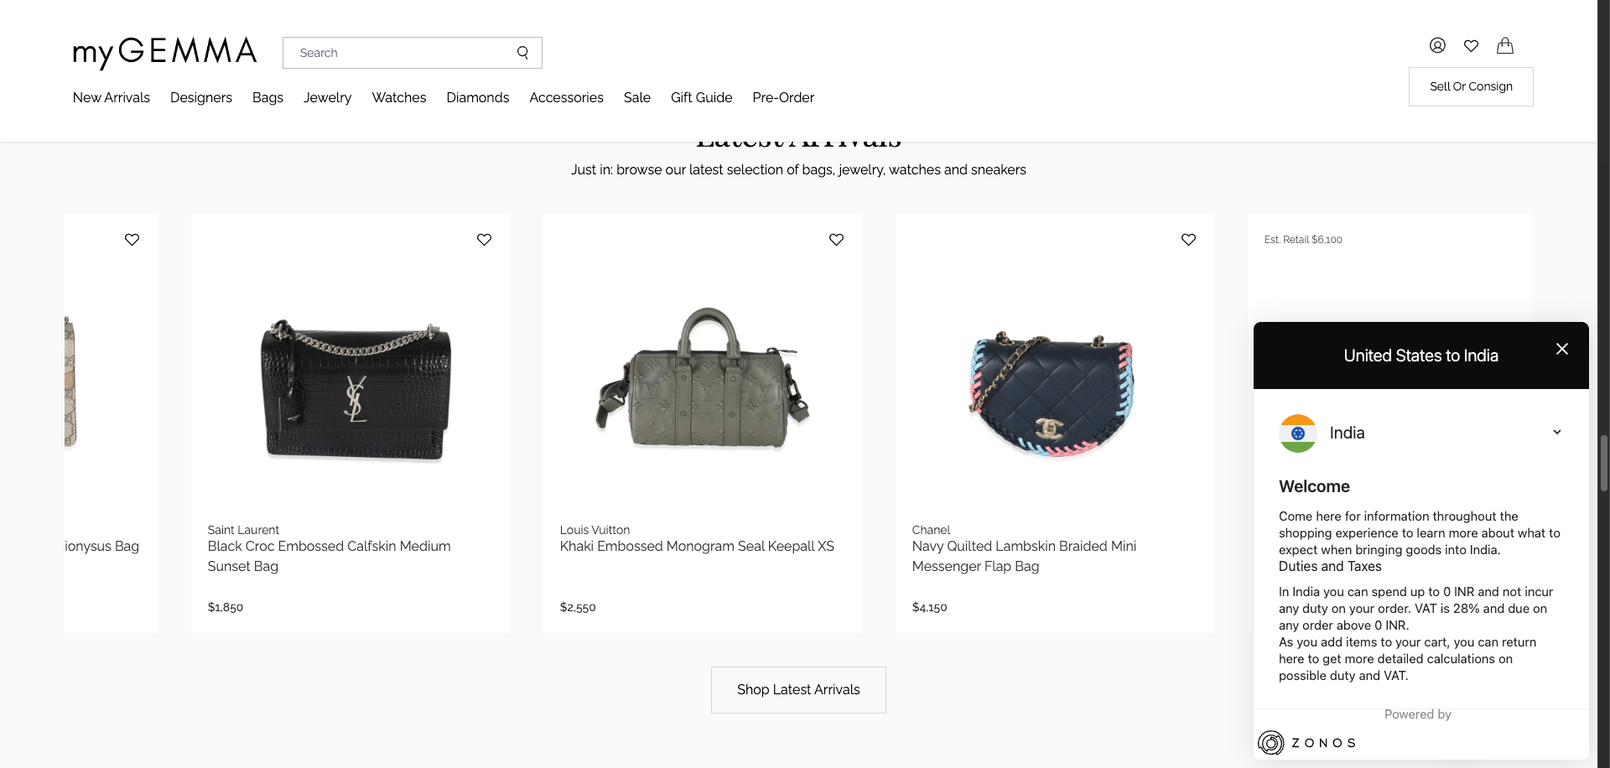 myGEMMA
Search
Sell Or Consign
New Arrivals Designers Bags Jewelry Watches Diamonds Accessories Sale Gift Guide Pre-Order
Latest Arrivals
Just in: browse our latest selection of bags, jewelry, watches and sneakers
ionysus Bag
Saint Laurent
Black Croc Embossed Calfskin Medium
Sunset Bag
$1,850
Louis Vuitton
Khaki Embossed Monogram Seal Keepall XS
$2,550
Chanel
Navy Quilted Lambskin Braided Mini
Messenger Flap Bag
$4,150
Est. Retail $6,100
Shop Latest Arrivals
United States to India
India
Welcome
Come here for information throughout the
shopping experience to learn more about what to
expect when bringing goods into India.
Duties and Taxes
In India you can spend up to 0 INR and not incur
any duty on your order. VAT is 28% and due on
any order above 0 INR.
As you add items to your cart, you can return
here to get more detailed calculations on
possible duty and VAT.
Powered by
ZONOS